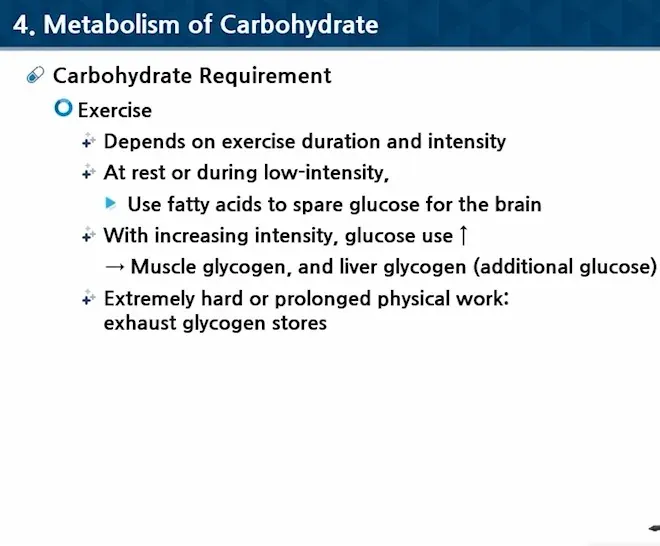 4. Metabolism of Carbohydrate
Carbohydrate Requirement
Exercise
Depends on exercise duration and intensity
At rest or during low-intensity,
Use fatty acids to spare glucose for the brain
With increasing intensity, glucose use ↑
→ Muscle glycogen, and liver glycogen (additional glucose)
Extremely hard or prolonged physical work:
exhaust glycogen stores